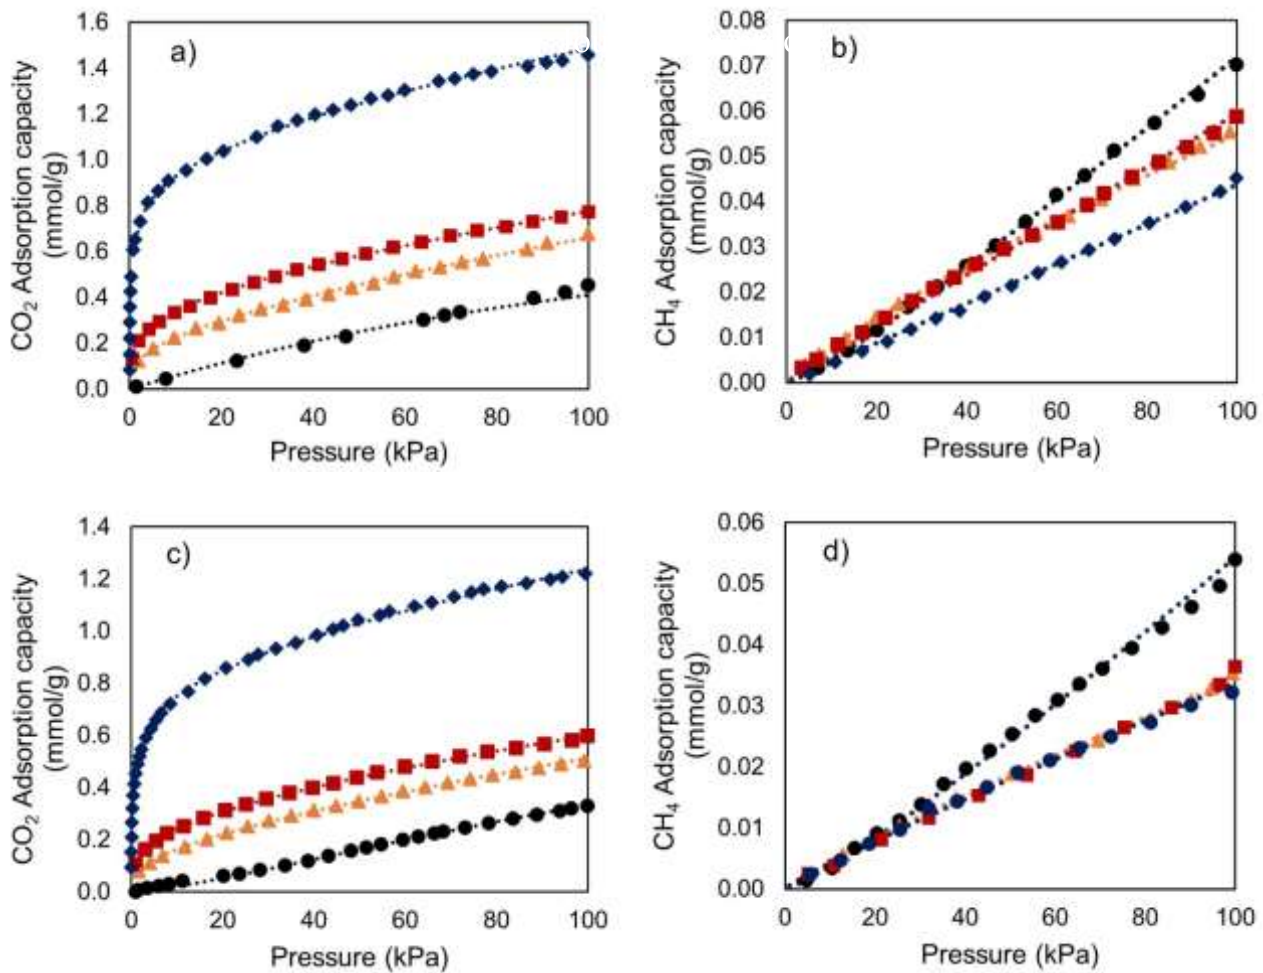 a)
CO₂ Adsorption capacity
(mmol/g)
1.6
1.4
1.2
1.0
0.8
0.6
0.4
0.2
0.0
0 20 40 60 80 100
Pressure (kPa)
b)
CH₄ Adsorption capacity
(mmol/g)
0.08
0.07
0.06
0.05
0.04
0.03
0.02
0.01
0.00
0 20 40 60 80 100
Pressure (kPa)
c)
CO₂ Adsorption capacity
(mmol/g)
1.4
1.2
1.0
0.8
0.6
0.4
0.2
0.0
0 20 40 60 80 100
Pressure (kPa)
d)
CH₄ Adsorption capacity
(mmol/g)
0.06
0.05
0.04
0.03
0.02
0.01
0.00
0 20 40 60 80 100
Pressure (kPa)